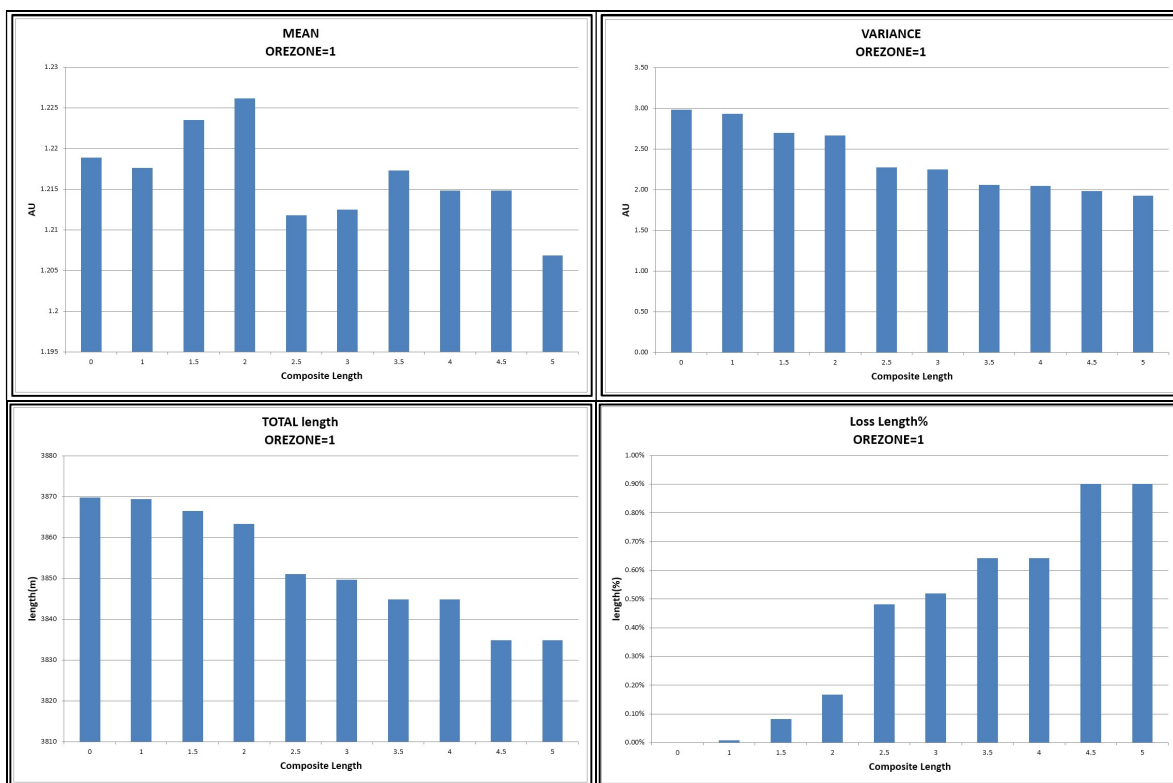 MEAN
OREZONE=1
1.23
1.225
1.22
1.215
1.21
1.205
1.2
1.195
AU
0 1 1.5 2 2.5 3 3.5 4 4.5 5
Composite Length
VARIANCE
OREZONE=1
3.50
3.00
2.50
2.00
1.50
1.00
0.50
0.00
AU
0 1 1.5 2 2.5 3 3.5 4 4.5 5
Composite Length
TOTAL length
OREZONE=1
3880
3870
3860
3850
3840
3830
3820
3810
length(m)
0 1 1.5 2 2.5 3 3.5 4 4.5 5
Composite Length
Loss Length%
OREZONE=1
1.00%
0.90%
0.80%
0.70%
0.60%
0.50%
0.40%
0.30%
0.20%
0.10%
0.00%
length(%)
0 1 1.5 2 2.5 3 3.5 4 4.5 5
Composite Length